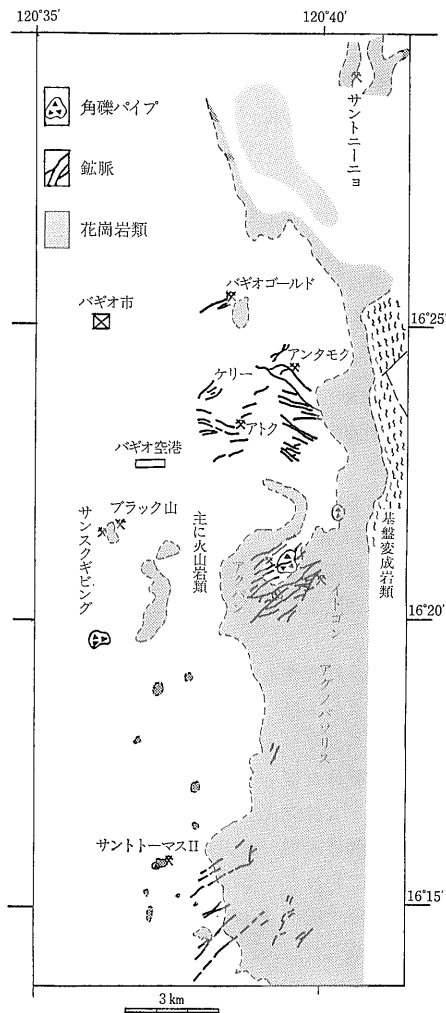 120°35′
120°40′
角礫パイプ
鉱脈
花崗岩類
サントニーニョ
バギオゴールド
バギオ市
16°25′
アンタモク
ケリー
アトク
バギオ空港
ブラック山
サンスクギビング
主に火山岩類
基盤変成岩類
アクパン
イトゴン
16°20′
アグノバソリス
サントトーマスⅡ
16°15′
3 km